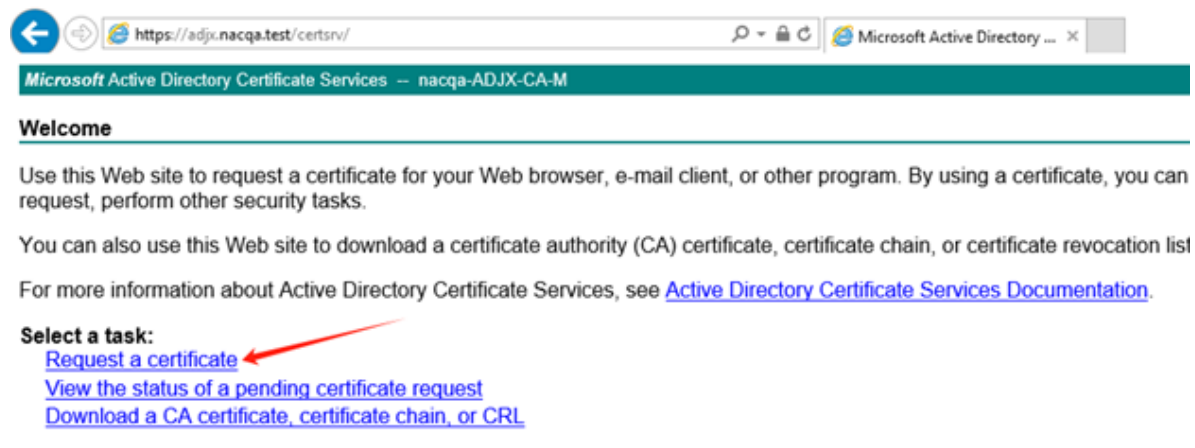 https://adjx.nacqa.test/certsrv/
Microsoft Active Directory ...
Microsoft Active Directory Certificate Services -- nacqa-ADJX-CA-M
Welcome
Use this Web site to request a certificate for your Web browser, e-mail client, or other program. By using a certificate, you can
request, perform other security tasks.
You can also use this Web site to download a certificate authority (CA) certificate, certificate chain, or certificate revocation list
For more information about Active Directory Certificate Services, see Active Directory Certificate Services Documentation.
Select a task:
Request a certificate
View the status of a pending certificate request
Download a CA certificate, certificate chain, or CRL